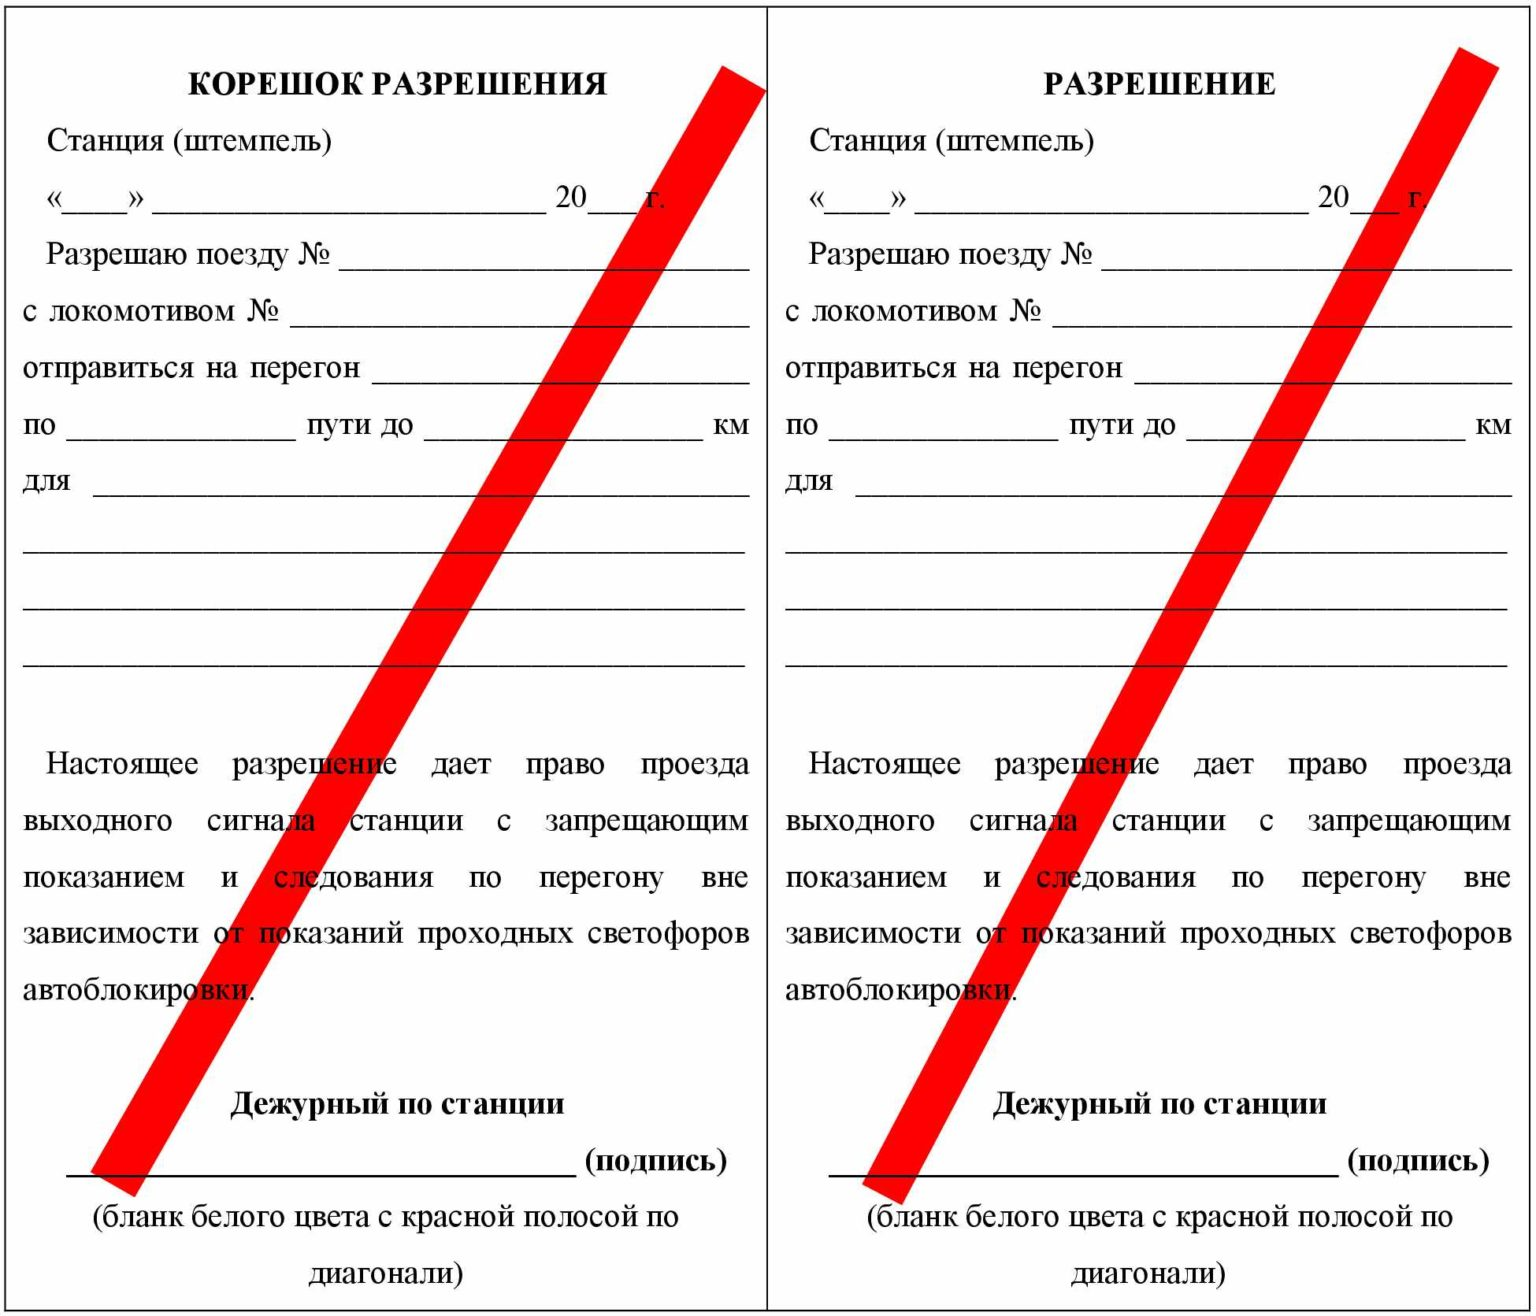 КОРЕШОК РАЗРЕШЕНИЯ
Станция (штемпель)
«____» ________________________ 20___ г.
Разрешаю поезду № _________________________
с локомотивом № ____________________________
отправиться на перегон _______________________
по ______________ пути до _________________ км
для ________________________________________
____________________________________________
____________________________________________
____________________________________________
Настоящее разрешение дает право проезда
выходного сигнала станции с запрещающим
показанием и следования по перегону вне
зависимости от показаний проходных светофоров
автоблокировки.
Дежурный по станции
_______________________________ (подпись)
(бланк белого цвета с красной полосой по
диагонали)
РАЗРЕШЕНИЕ
Станция (штемпель)
«____» ________________________ 20___ г.
Разрешаю поезду № _________________________
с локомотивом № ____________________________
отправиться на перегон _______________________
по ______________ пути до _________________ км
для ________________________________________
____________________________________________
____________________________________________
____________________________________________
Настоящее разрешение дает право проезда
выходного сигнала станции с запрещающим
показанием и следования по перегону вне
зависимости от показаний проходных светофоров
автоблокировки.
Дежурный по станции
_______________________________ (подпись)
(бланк белого цвета с красной полосой по
диагонали)